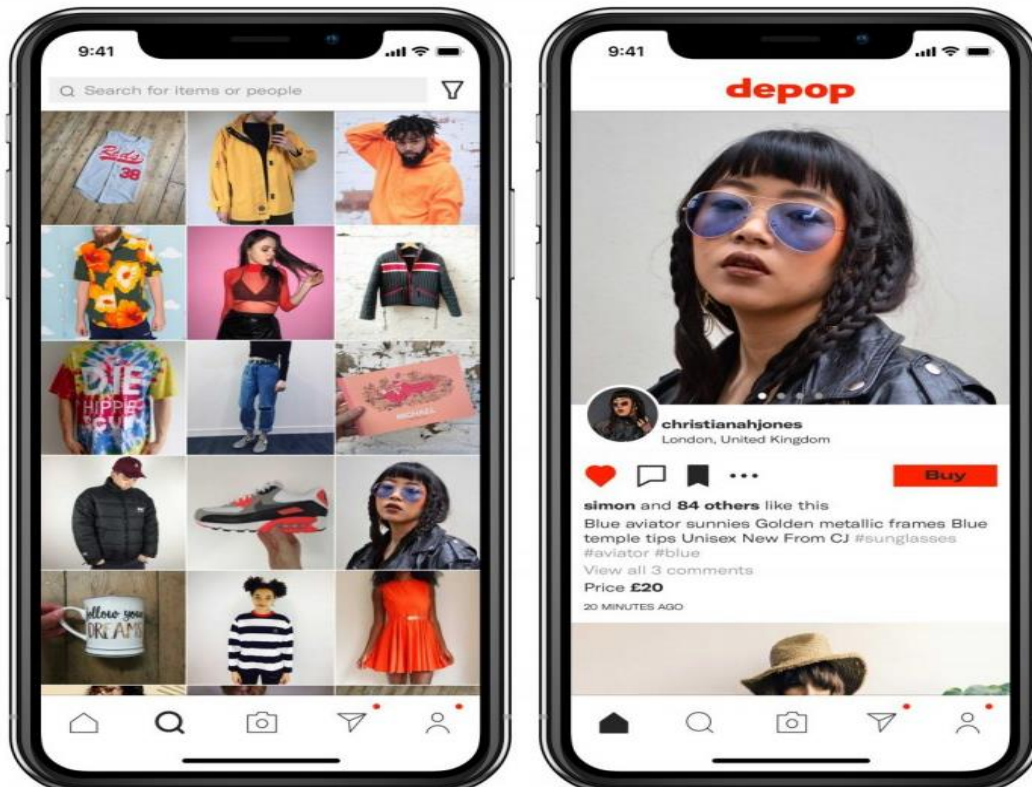 9:41
Search for items or people
Reds
38
DIE
HIPPIE
MICHAEL
follow your
DREAMS
9:41
depop
christianahjones
London, United Kingdom
Buy
simon and 84 others like this
Blue aviator sunnies Golden metallic frames Blue
temple tips Unisex New From CJ #sunglasses
#aviator #blue
View all 3 comments
Price £20
20 MINUTES AGO